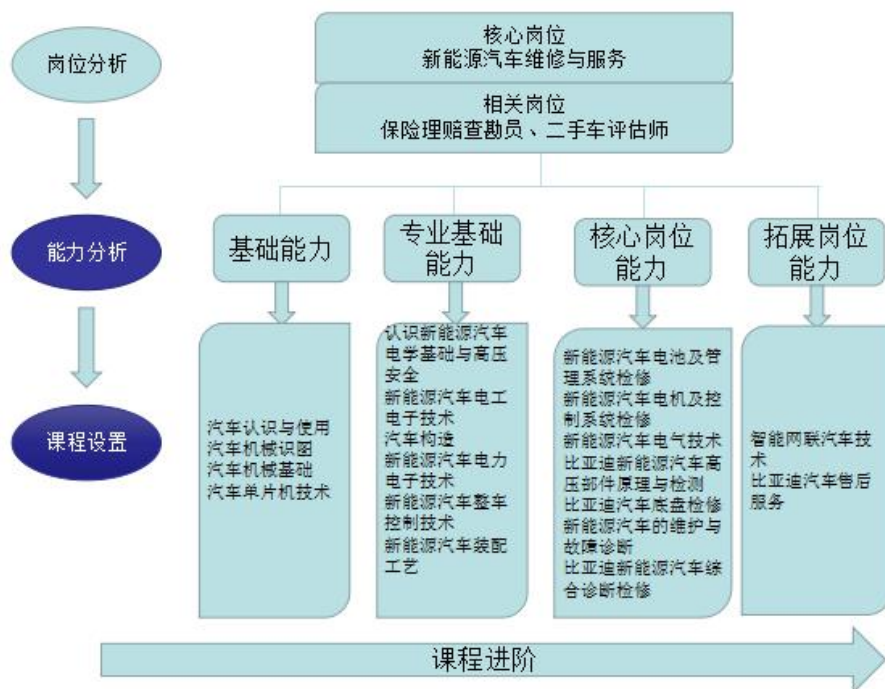 岗位分析
核心岗位
新能源汽车维修与服务
相关岗位
保险理赔查勘员、二手车评估师
能力分析
基础能力
专业基础
能力
核心岗位
能力
拓展岗位
能力
课程设置
汽车认识与使用
汽车机械识图
汽车机械基础
汽车单片机技术
认识新能源汽车
电学基础与高压
安全
新能源汽车电工
电子技术
汽车构造
新能源汽车电力
电子技术
新能源汽车整车
控制技术
新能源汽车装配
工艺
新能源汽车电池及管
理系统检修
新能源汽车电机及控
制系统检修
新能源汽车电气技术
比亚迪新能源汽车高
压部件原理与检测
比亚迪汽车底盘检修
新能源汽车的维护与
故障诊断
比亚迪新能源汽车综
合诊断检修
智能网联汽车技
术
比亚迪汽车售后
服务
课程进阶